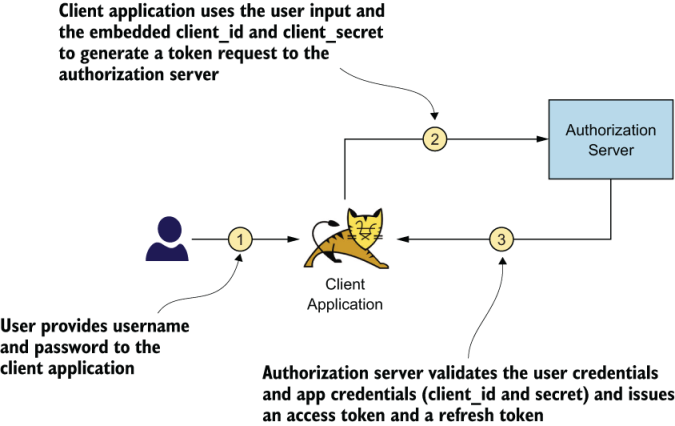 Client application uses the user input and
the embedded client_id and client_secret
to generate a token request to the
authorization server
2
Authorization
Server
1
3
Client
Application
User provides username
and password to the
client application
Authorization server validates the user credentials
and app credentials (client_id and secret) and issues
an access token and a refresh token